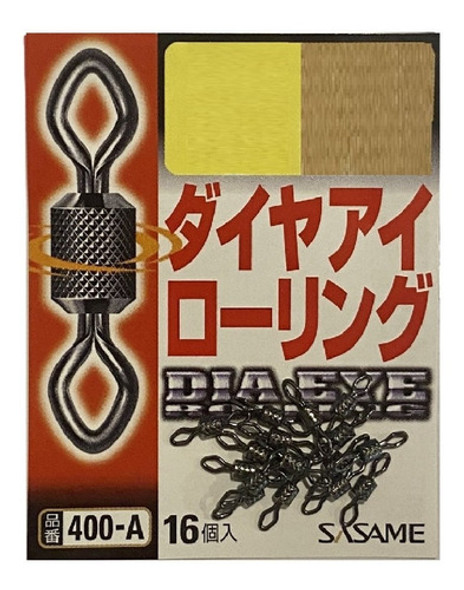 ダイヤアイ
ローリング
DIA EYE
ROLLING
品番 400-A
16個入
SASAME